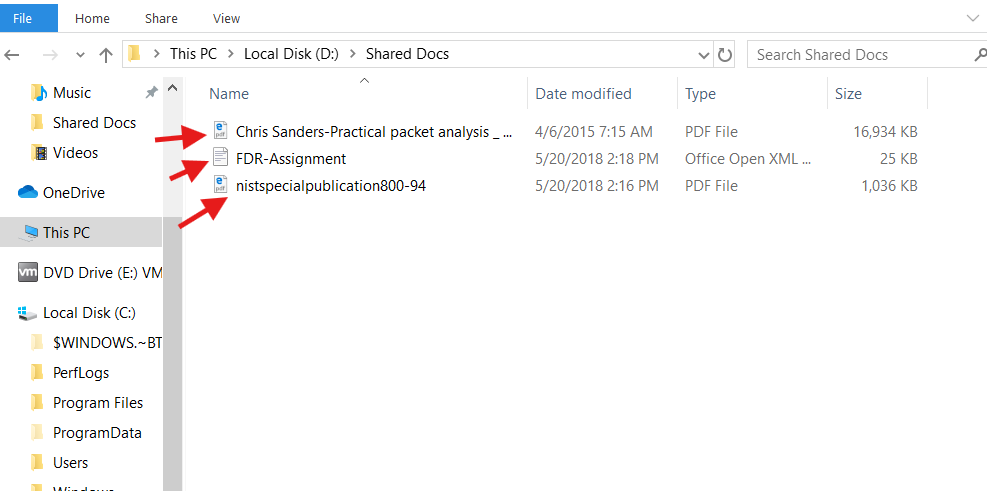 File Home Share View
This PC > Local Disk (D:) > Shared Docs
Search Shared Docs
Music
Shared Docs
Videos
OneDrive
This PC
vm DVD Drive (E:) VM
Local Disk (C:)
$WINDOWS.~BT
PerfLogs
Program Files
ProgramData
Users
Windows
Name Date modified Type Size
Chris Sanders-Practical packet analysis _ ... 4/6/2015 7:15 AM PDF File 16,934 KB
FDR-Assignment 5/20/2018 2:18 PM Office Open XML ... 25 KB
nistspecialpublication800-94 5/20/2018 2:16 PM PDF File 1,036 KB